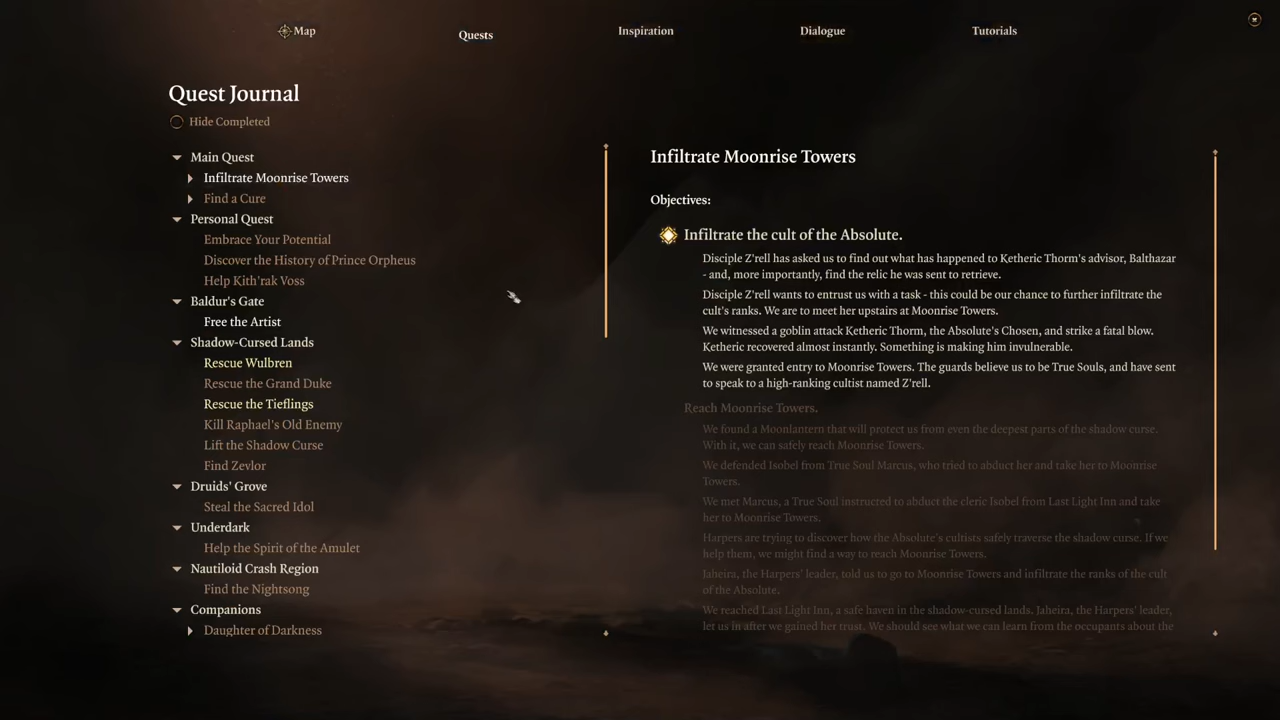 Map
Quests
Inspiration
Dialogue
Tutorials
Quest Journal
Hide Completed
Main Quest
Infiltrate Moonrise Towers
Find a Cure
Personal Quest
Embrace Your Potential
Discover the History of Prince Orpheus
Help Kith'rak Voss
Baldur's Gate
Free the Artist
Shadow-Cursed Lands
Rescue Wulbren
Rescue the Grand Duke
Rescue the Tieflings
Kill Raphael's Old Enemy
Lift the Shadow Curse
Find Zevlor
Druids' Grove
Steal the Sacred Idol
Underdark
Help the Spirit of the Amulet
Nautiloid Crash Region
Find the Nightsong
Companions
Daughter of Darkness
Infiltrate Moonrise Towers
Objectives:
Infiltrate the cult of the Absolute.
Disciple Z'rell has asked us to find out what has happened to Ketheric Thorm's advisor, Balthazar
- and, more importantly, find the relic he was sent to retrieve.
Disciple Z'rell wants to entrust us with a task - this could be our chance to further infiltrate the
cult's ranks. We are to meet her upstairs at Moonrise Towers.
We witnessed a goblin attack Ketheric Thorm, the Absolute's Chosen, and strike a fatal blow.
Ketheric recovered almost instantly. Something is making him invulnerable.
We were granted entry to Moonrise Towers. The guards believe us to be True Souls, and have sent
to speak to a high-ranking cultist named Z'rell.
Reach Moonrise Towers.
We found a Moonlantern that will protect us from even the deepest parts of the shadow curse.
With it, we can safely reach Moonrise Towers.
We defended Isobel from True Soul Marcus, who tried to abduct her and take her to Moonrise
Towers.
We met Marcus, a True Soul instructed to abduct the cleric Isobel from Last Light Inn and take
her to Moonrise Towers.
Harpers are trying to discover how the Absolute's cultists safely traverse the shadow curse. If we
help them, we might find a way to reach Moonrise Towers.
Jaheira, the Harpers' leader, told us to go to Moonrise Towers and infiltrate the ranks of the cult
of the Absolute.
We reached Last Light Inn, a safe haven in the shadow-cursed lands. Jaheira, the Harpers' leader,
let us in after we gained her trust. We should see what we can learn from the occupants about the